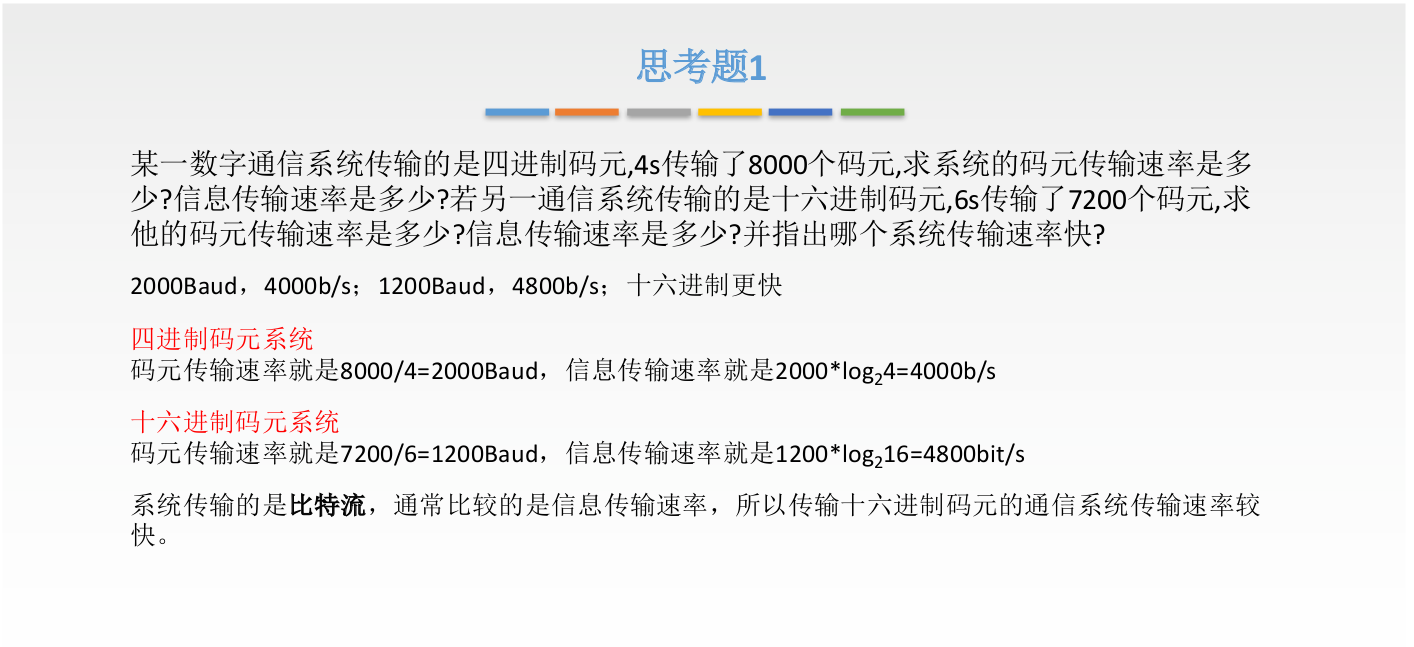 思考题1
某一数字通信系统传输的是四进制码元,4s传输了8000个码元,求系统的码元传输速率是多
少?信息传输速率是多少?若另一通信系统传输的是十六进制码元,6s传输了7200个码元,求
他的码元传输速率是多少?信息传输速率是多少?并指出哪个系统传输速率快?
2000Baud，4000b/s；1200Baud，4800b/s；十六进制更快
四进制码元系统
码元传输速率就是8000/4=2000Baud，信息传输速率就是2000*log₂4=4000b/s
十六进制码元系统
码元传输速率就是7200/6=1200Baud，信息传输速率就是1200*log₂16=4800bit/s
系统传输的是比特流，通常比较的是信息传输速率，所以传输十六进制码元的通信系统传输速率较
快。